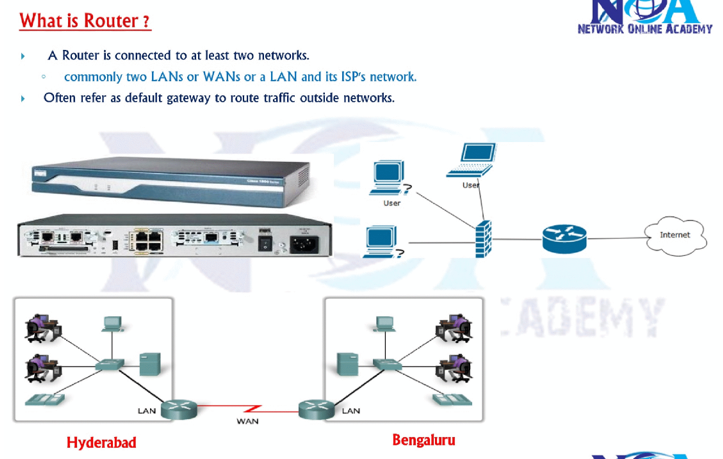 What is Router ?
NOA
NETWORK ONLINE ACADEMY
A Router is connected to at least two networks.
commonly two LANs or WANs or a LAN and its ISP's network.
Often refer as default gateway to route traffic outside networks.
User
?
User
?
Internet
ACADEMY
LAN
WAN
LAN
Hyderabad
Bengaluru